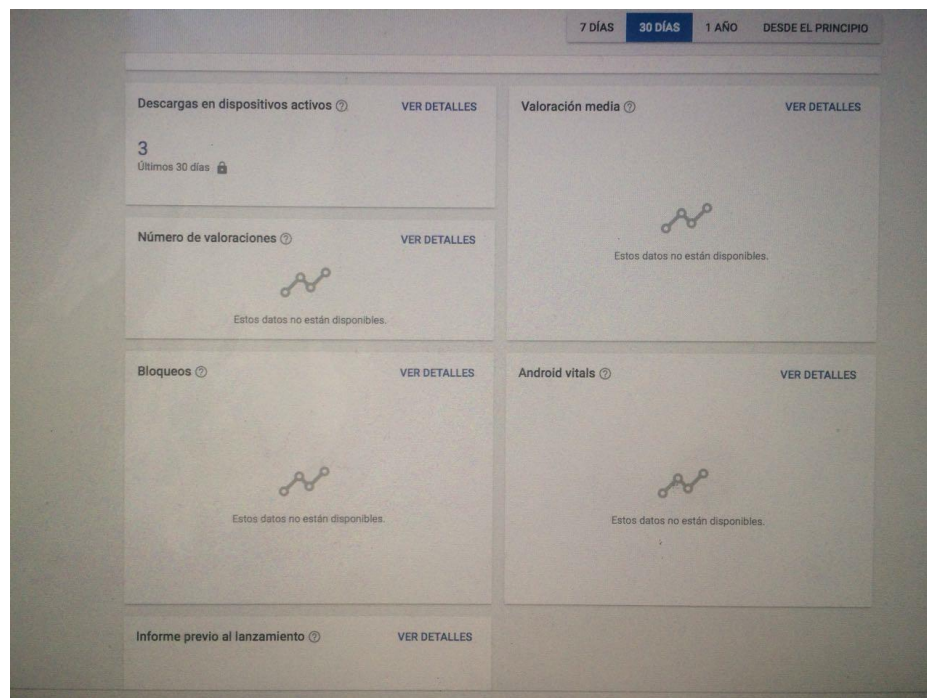 7 DÍAS 30 DÍAS 1 AÑO DESDE EL PRINCIPIO
Descargas en dispositivos activos VER DETALLES
3
Últimos 30 días
Valoración media VER DETALLES
Estos datos no están disponibles.
Número de valoraciones VER DETALLES
Estos datos no están disponibles.
Bloqueos VER DETALLES
Estos datos no están disponibles.
Android vitals VER DETALLES
Estos datos no están disponibles.
Informe previo al lanzamiento VER DETALLES